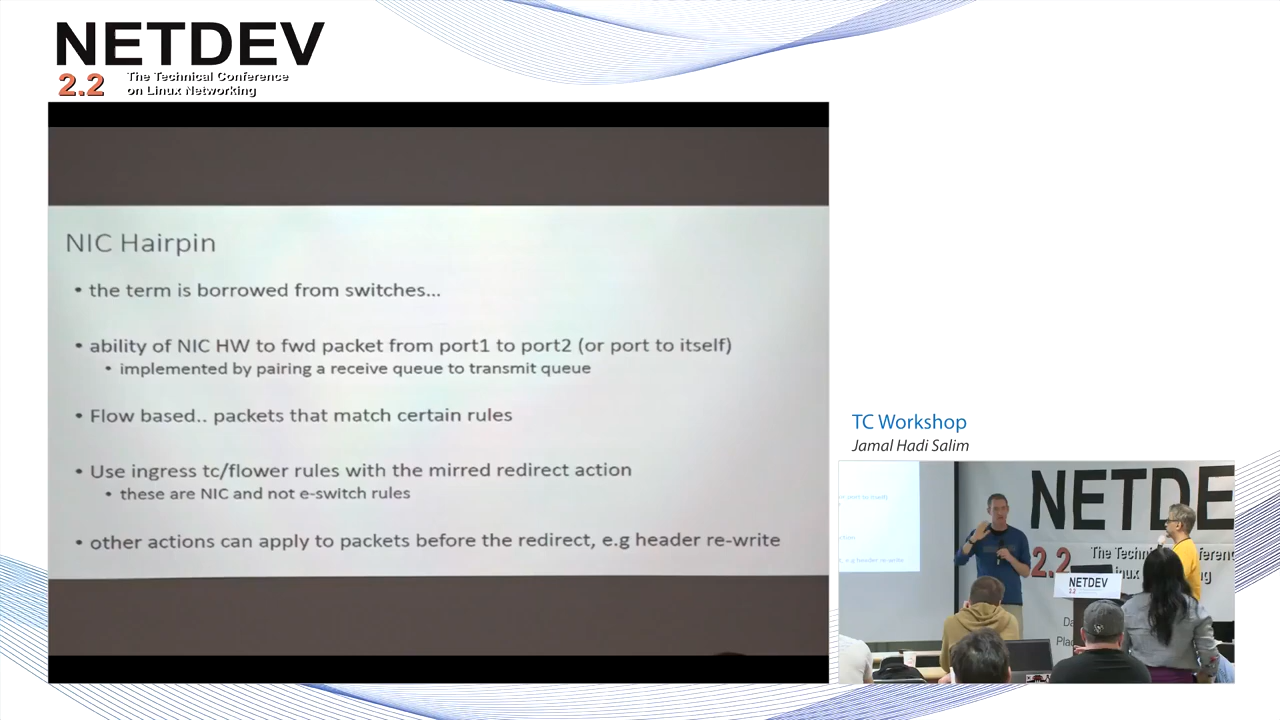 NETDEV
2.2 The Technical Conference
on Linux Networking
NIC Hairpin
• the term is borrowed from switches...
• ability of NIC HW to fwd packet from port1 to port2 (or port to itself)
• implemented by pairing a receive queue to transmit queue
• Flow based.. packets that match certain rules
• Use ingress tc/flower rules with the mirred redirect action
• these are NIC and not e-switch rules
• other actions can apply to packets before the redirect, e.g header re-write
TC Workshop
Jamal Hadi Salim
NETDE
2.2 The Techni
Linux
NETDEV
2.2